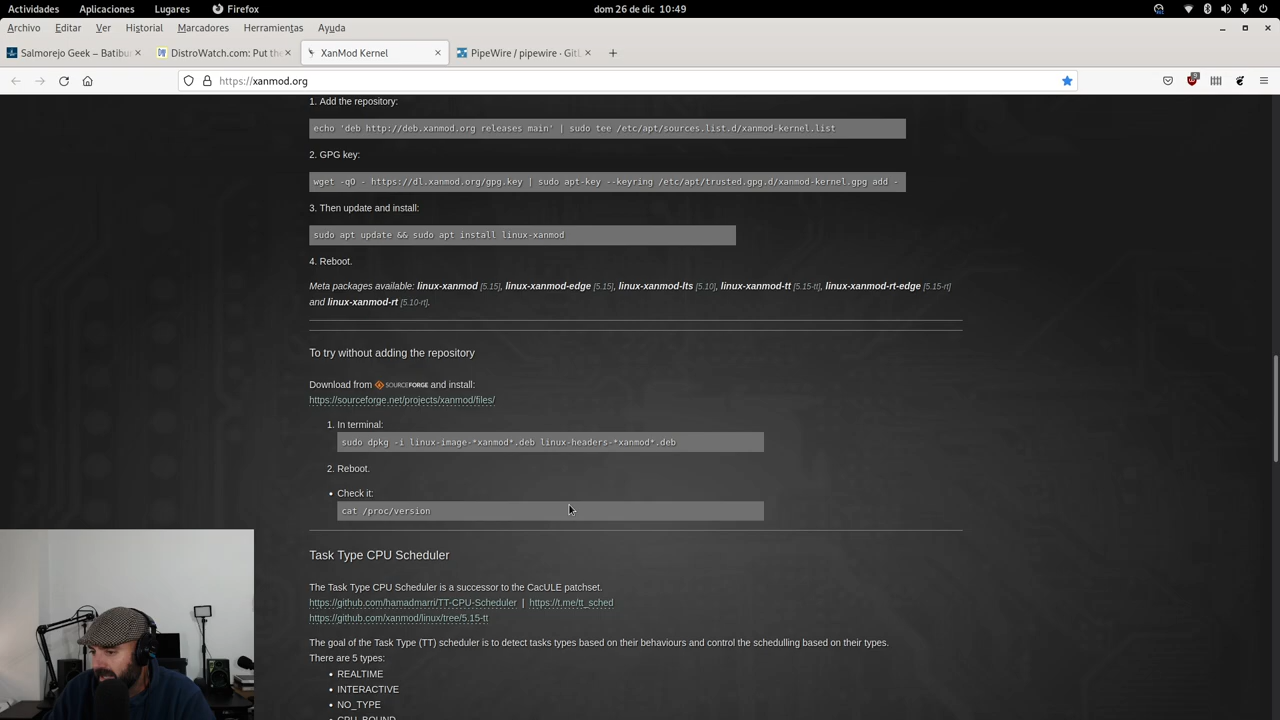 Actividades Aplicaciones Lugares Firefox dom 26 de dic 10:49
Archivo Editar Ver Historial Marcadores Herramientas Ayuda
Salmorejo Geek – Batibur DistroWatch.com: Put the XanMod Kernel PipeWire / pipewire · GitL
https://xanmod.org
1. Add the repository:
echo 'deb http://deb.xanmod.org releases main' | sudo tee /etc/apt/sources.list.d/xanmod-kernel.list
2. GPG key:
wget -qO - https://dl.xanmod.org/gpg.key | sudo apt-key --keyring /etc/apt/trusted.gpg.d/xanmod-kernel.gpg add -
3. Then update and install:
sudo apt update && sudo apt install linux-xanmod
4. Reboot.
Meta packages available: linux-xanmod [5.15], linux-xanmod-edge [5.15], linux-xanmod-lts [5.10], linux-xanmod-tt [5.15-tt], linux-xanmod-rt-edge [5.15-rt]
and linux-xanmod-rt [5.10-rt].
To try without adding the repository
Download from SOURCEFORGE and install:
https://sourceforge.net/projects/xanmod/files/
1. In terminal:
sudo dpkg -i linux-image-*xanmod*.deb linux-headers-*xanmod*.deb
2. Reboot.
• Check it:
cat /proc/version
Task Type CPU Scheduler
The Task Type CPU Scheduler is a successor to the CacULE patchset.
https://github.com/hamadmarri/TT-CPU-Scheduler | https://t.me/tt_sched
https://github.com/xanmod/linux/tree/5.15-tt
The goal of the Task Type (TT) scheduler is to detect tasks types based on their behaviours and control the schedulling based on their types.
There are 5 types:
• REALTIME
• INTERACTIVE
• NO_TYPE
• CPU_BOUND